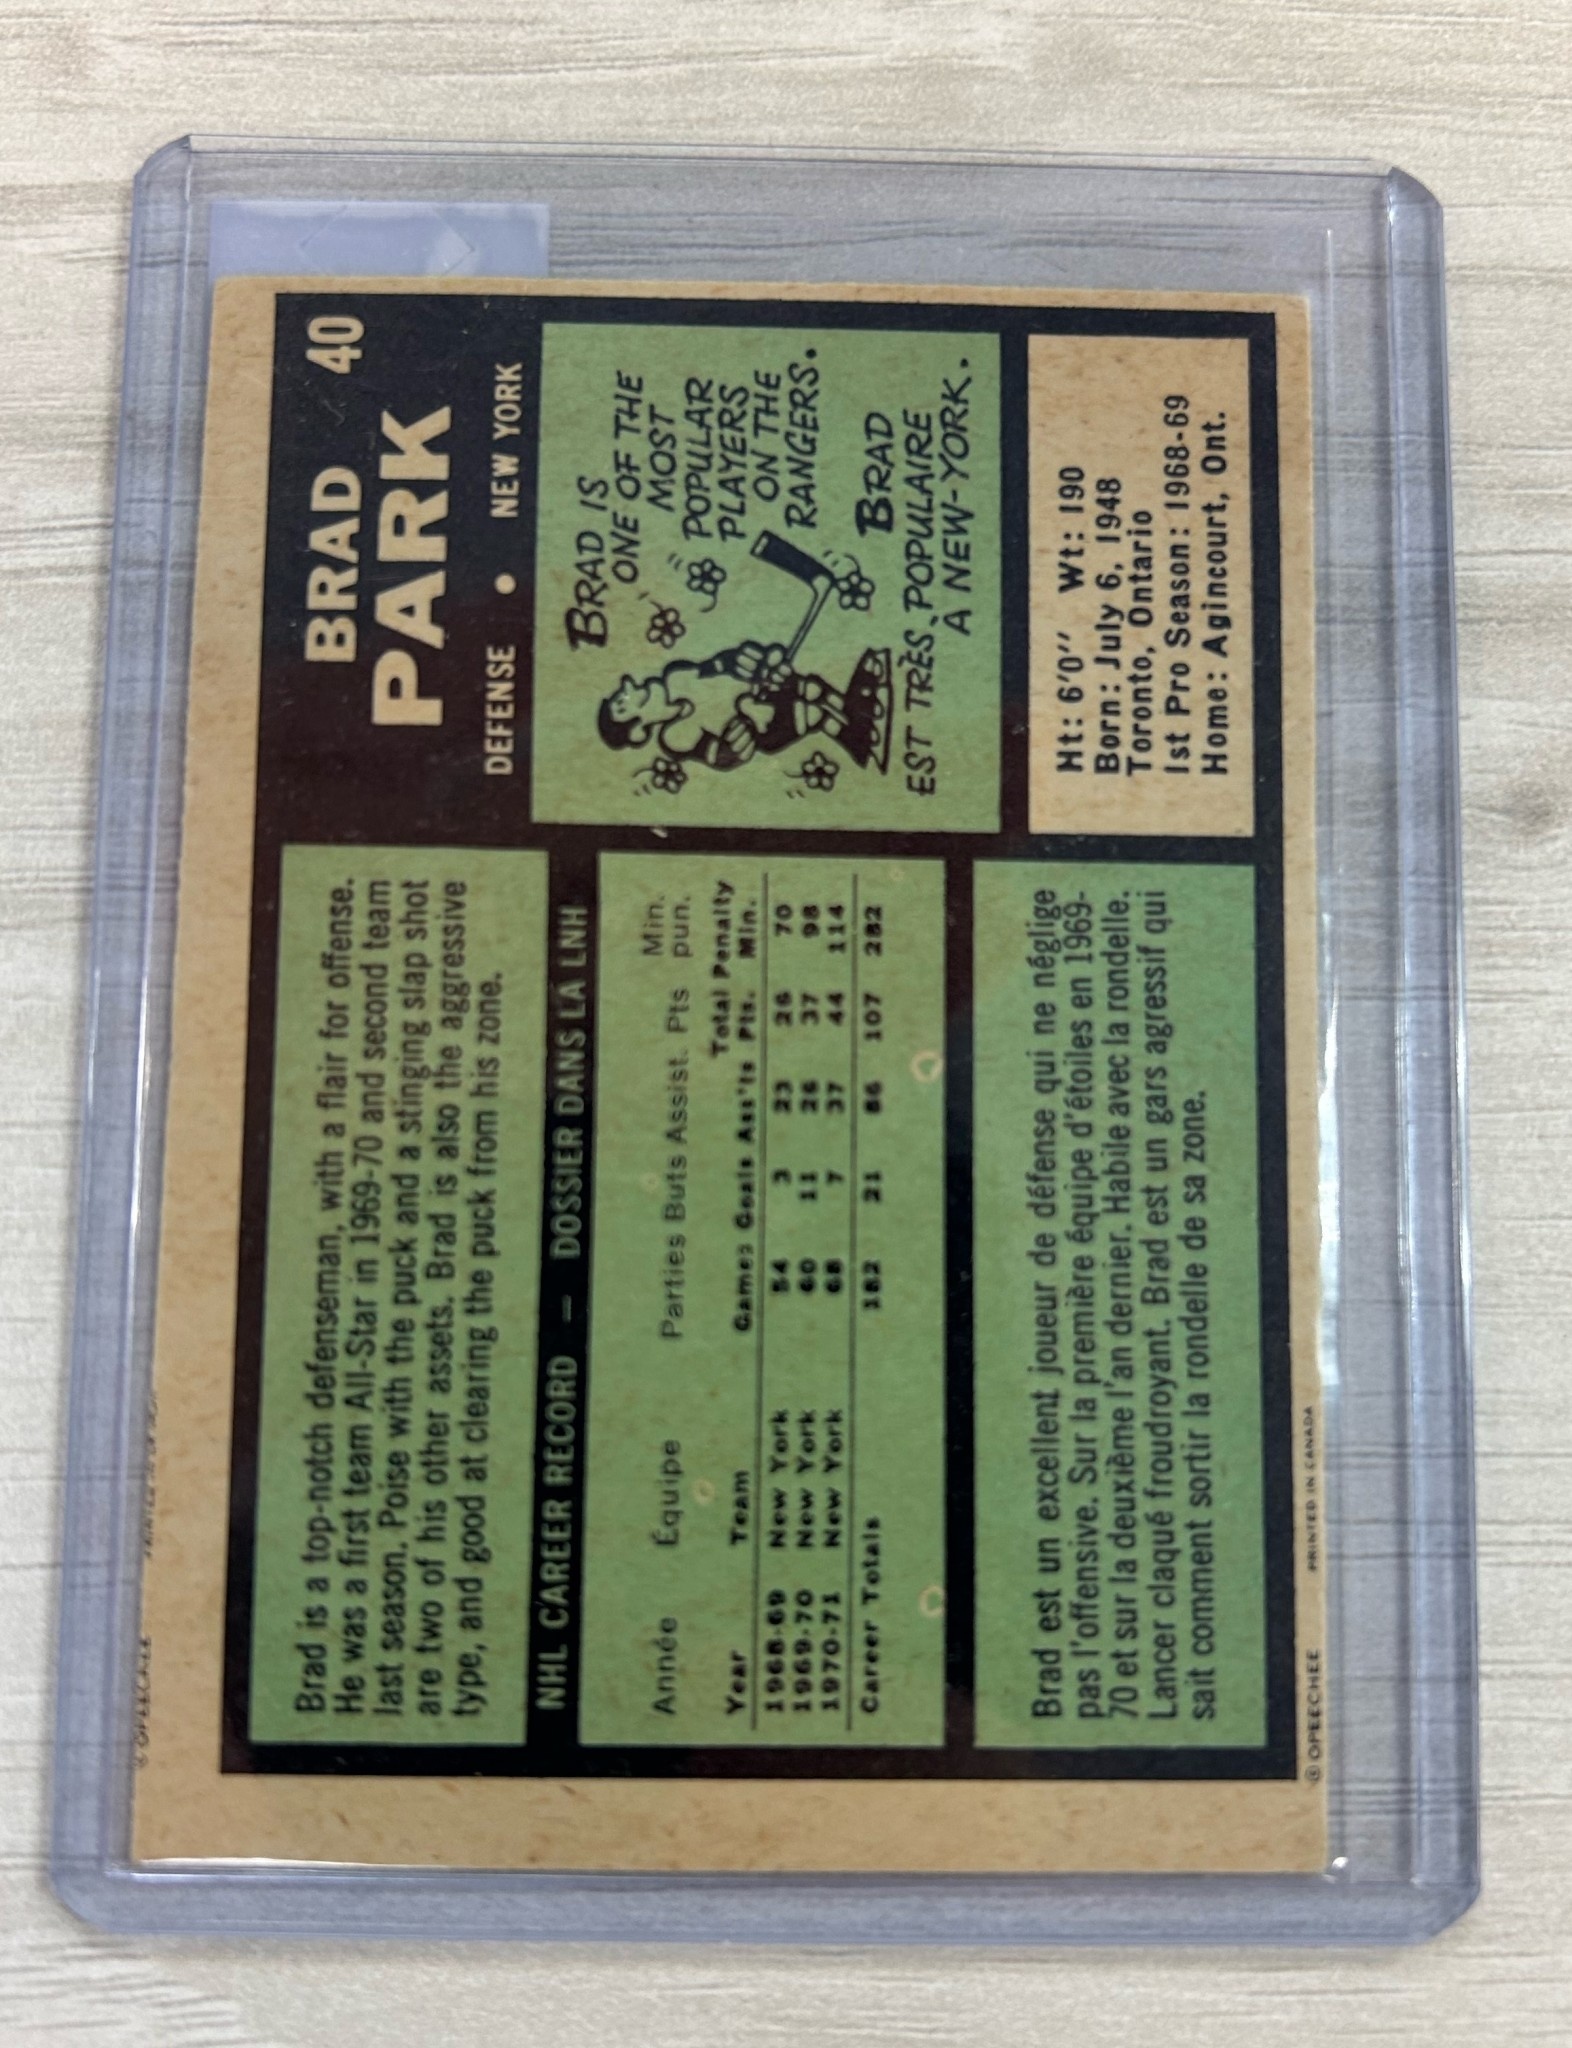 BRAD 40
PARK
DEFENSE • NEW YORK
Brad is a top-notch defenseman, with a flair for offense.
He was a first team All-Star in 1969-70 and second team
last season. Poise with the puck and a stinging slap shot
are two of his other assets. Brad is also the aggressive
type, and good at clearing the puck from his zone.
BRAD IS
ONE OF THE
MOST
POPULAR
PLAYERS
ON THE
RANGERS.
BRAD
EST TRÈS POPULAIRE
A NEW-YORK.
NHL CAREER RECORD — DOSSIER DANS LA LNH
Année Équipe Parties Buts Assist. Pts Min. pun.
Year Team Games Goals Ass'ts Total Pts. Penalty Min.
1968-69 New York 54 3 23 26 70
1969-70 New York 60 11 26 37 98
1970-71 New York 68 7 37 44 114
Career Totals 182 21 86 107 282
Ht: 6'0'' Wt: 190
Born: July 6, 1948
Toronto, Ontario
1st Pro Season: 1968-69
Home: Agincourt, Ont.
Brad est un excellent joueur de défense qui ne néglige
pas l'offensive. Sur la première équipe d'étoiles en 1969-
70 et sur la deuxième l'an dernier. Habile avec la rondelle.
Lancer claqué froudroyant. Brad est un gars agressif qui
sait comment sortir la rondelle de sa zone.
© OPEECHEE PRINTED IN CANADA